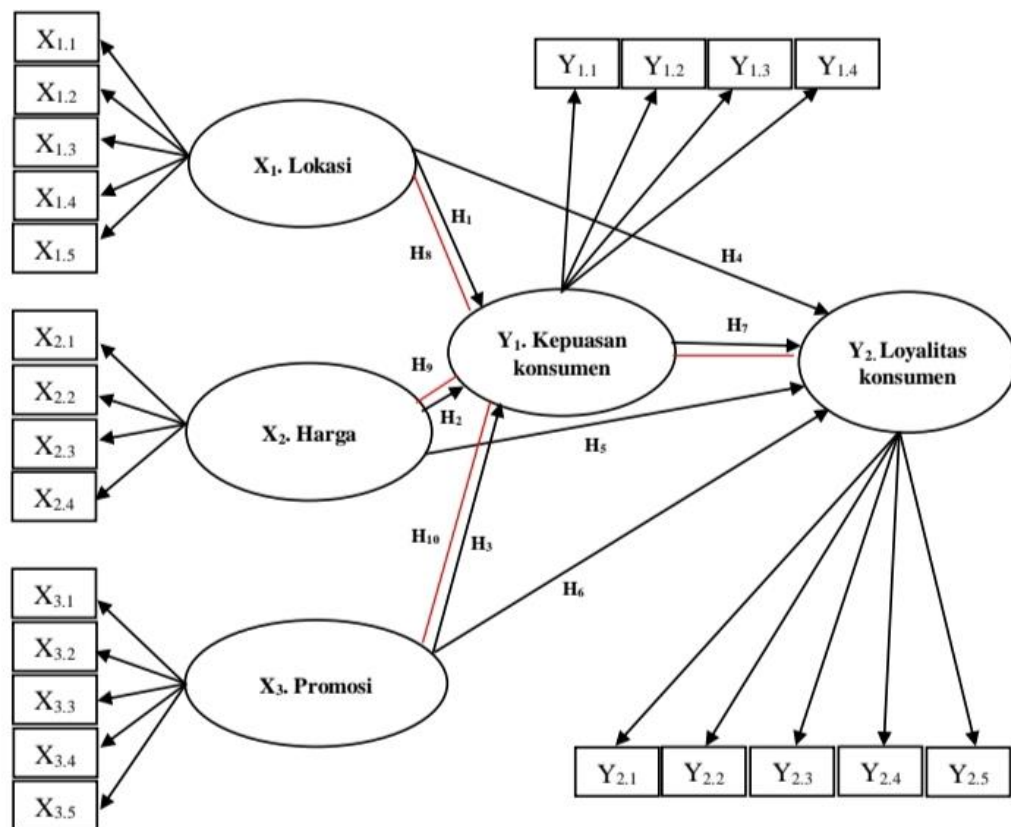 X1.1
X1.2
X1.3
X1.4
X1.5
X1. Lokasi
Y1.1
Y1.2
Y1.3
Y1.4
H1
H8
H4
X2.1
X2.2
X2.3
X2.4
X2. Harga
H9
H2
Y1. Kepuasan
konsumen
H7
Y2. Loyalitas
konsumen
H5
H10
H3
H6
X3.1
X3.2
X3.3
X3.4
X3.5
X3. Promosi
Y2.1
Y2.2
Y2.3
Y2.4
Y2.5